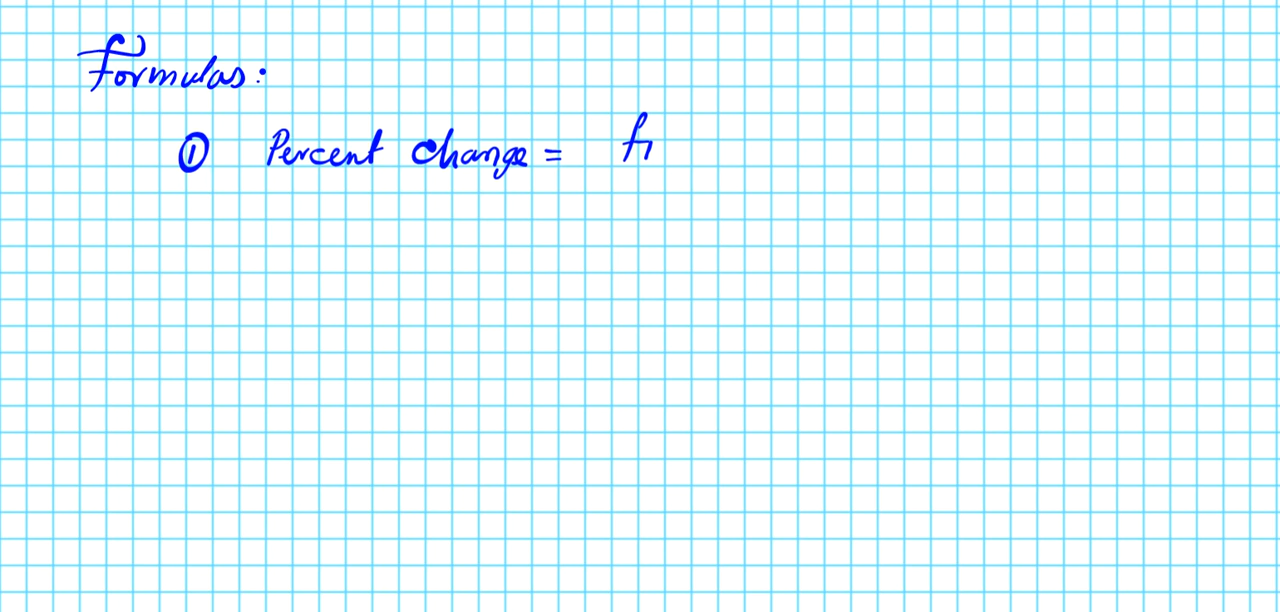 Formulas:
① Percent change =